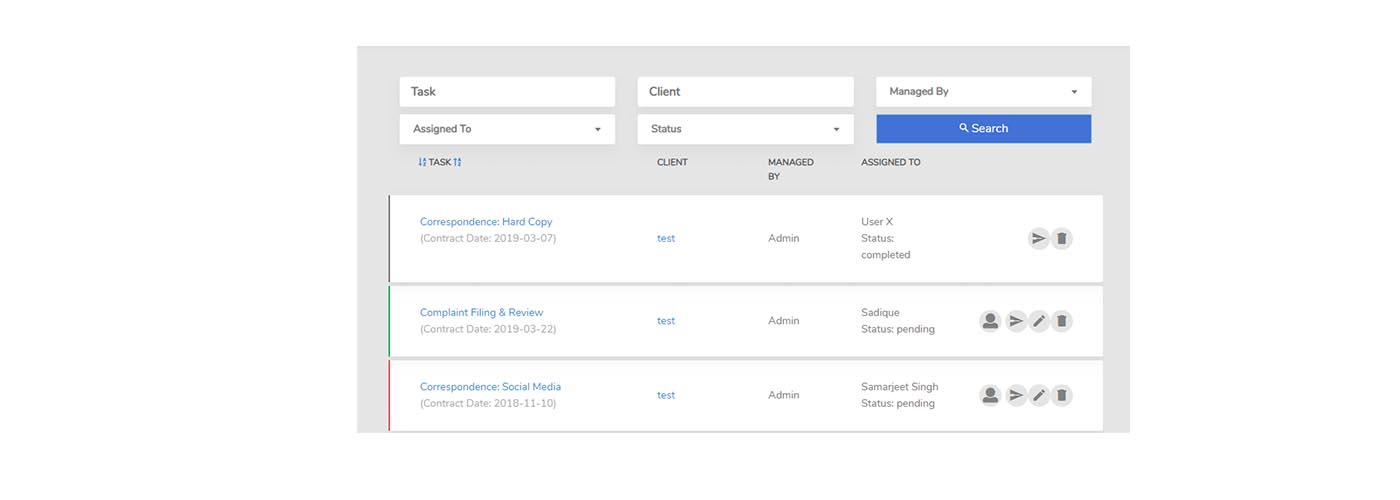 Task
Client
Managed By
Assigned To
Status
Search
TASK
CLIENT
MANAGED
BY
ASSIGNED TO
Correspondence: Hard Copy
(Contract Date: 2019-03-07)
test
Admin
User X
Status:
completed
Complaint Filing & Review
(Contract Date: 2019-03-22)
test
Admin
Sadique
Status: pending
Correspondence: Social Media
(Contract Date: 2018-11-10)
test
Admin
Samarjeet Singh
Status: pending